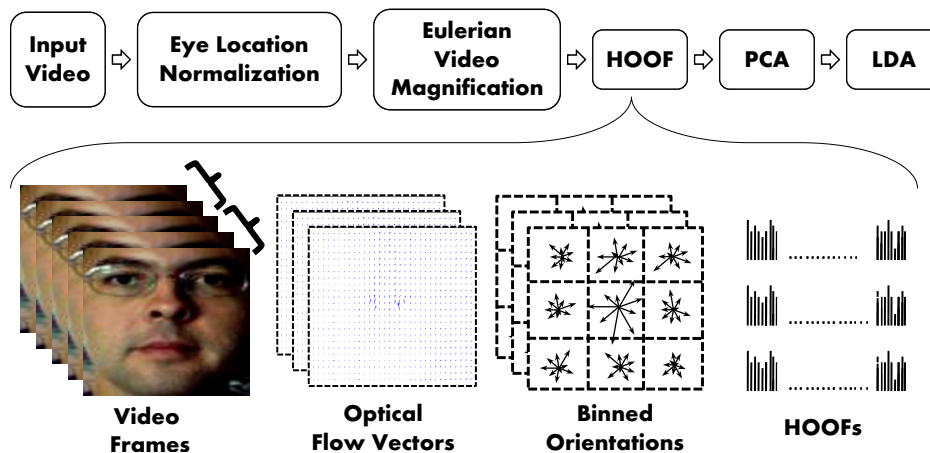 Input
Video
Eye Location
Normalization
Eulerian
Video
Magnification
HOOF
PCA
LDA
Video
Frames
Optical
Flow Vectors
Binned
Orientations
HOOFs